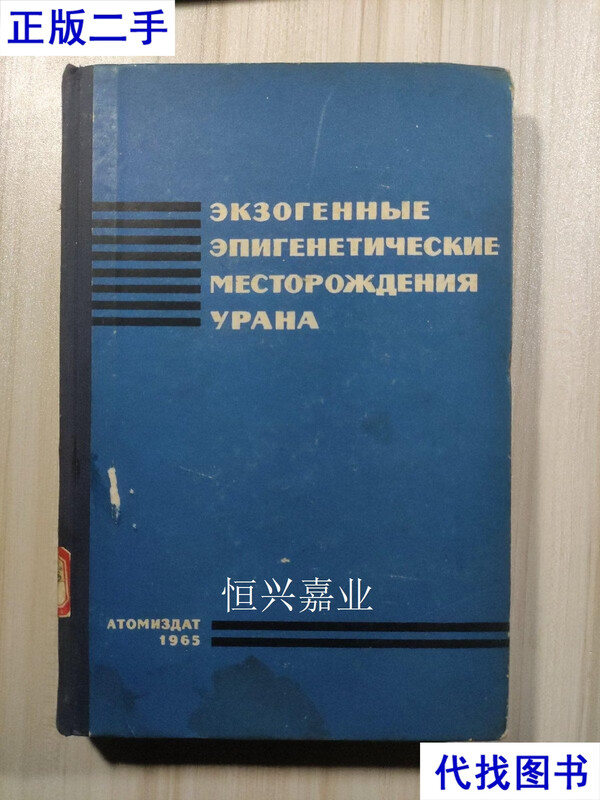 正版二手
ЭКЗОГЕННЫЕ
ЭПИГЕНЕТИЧЕСКИЕ
МЕСТОРОЖДЕНИЯ
УРАНА
恒兴嘉业
АТОМИЗДАТ
1965
代找图书